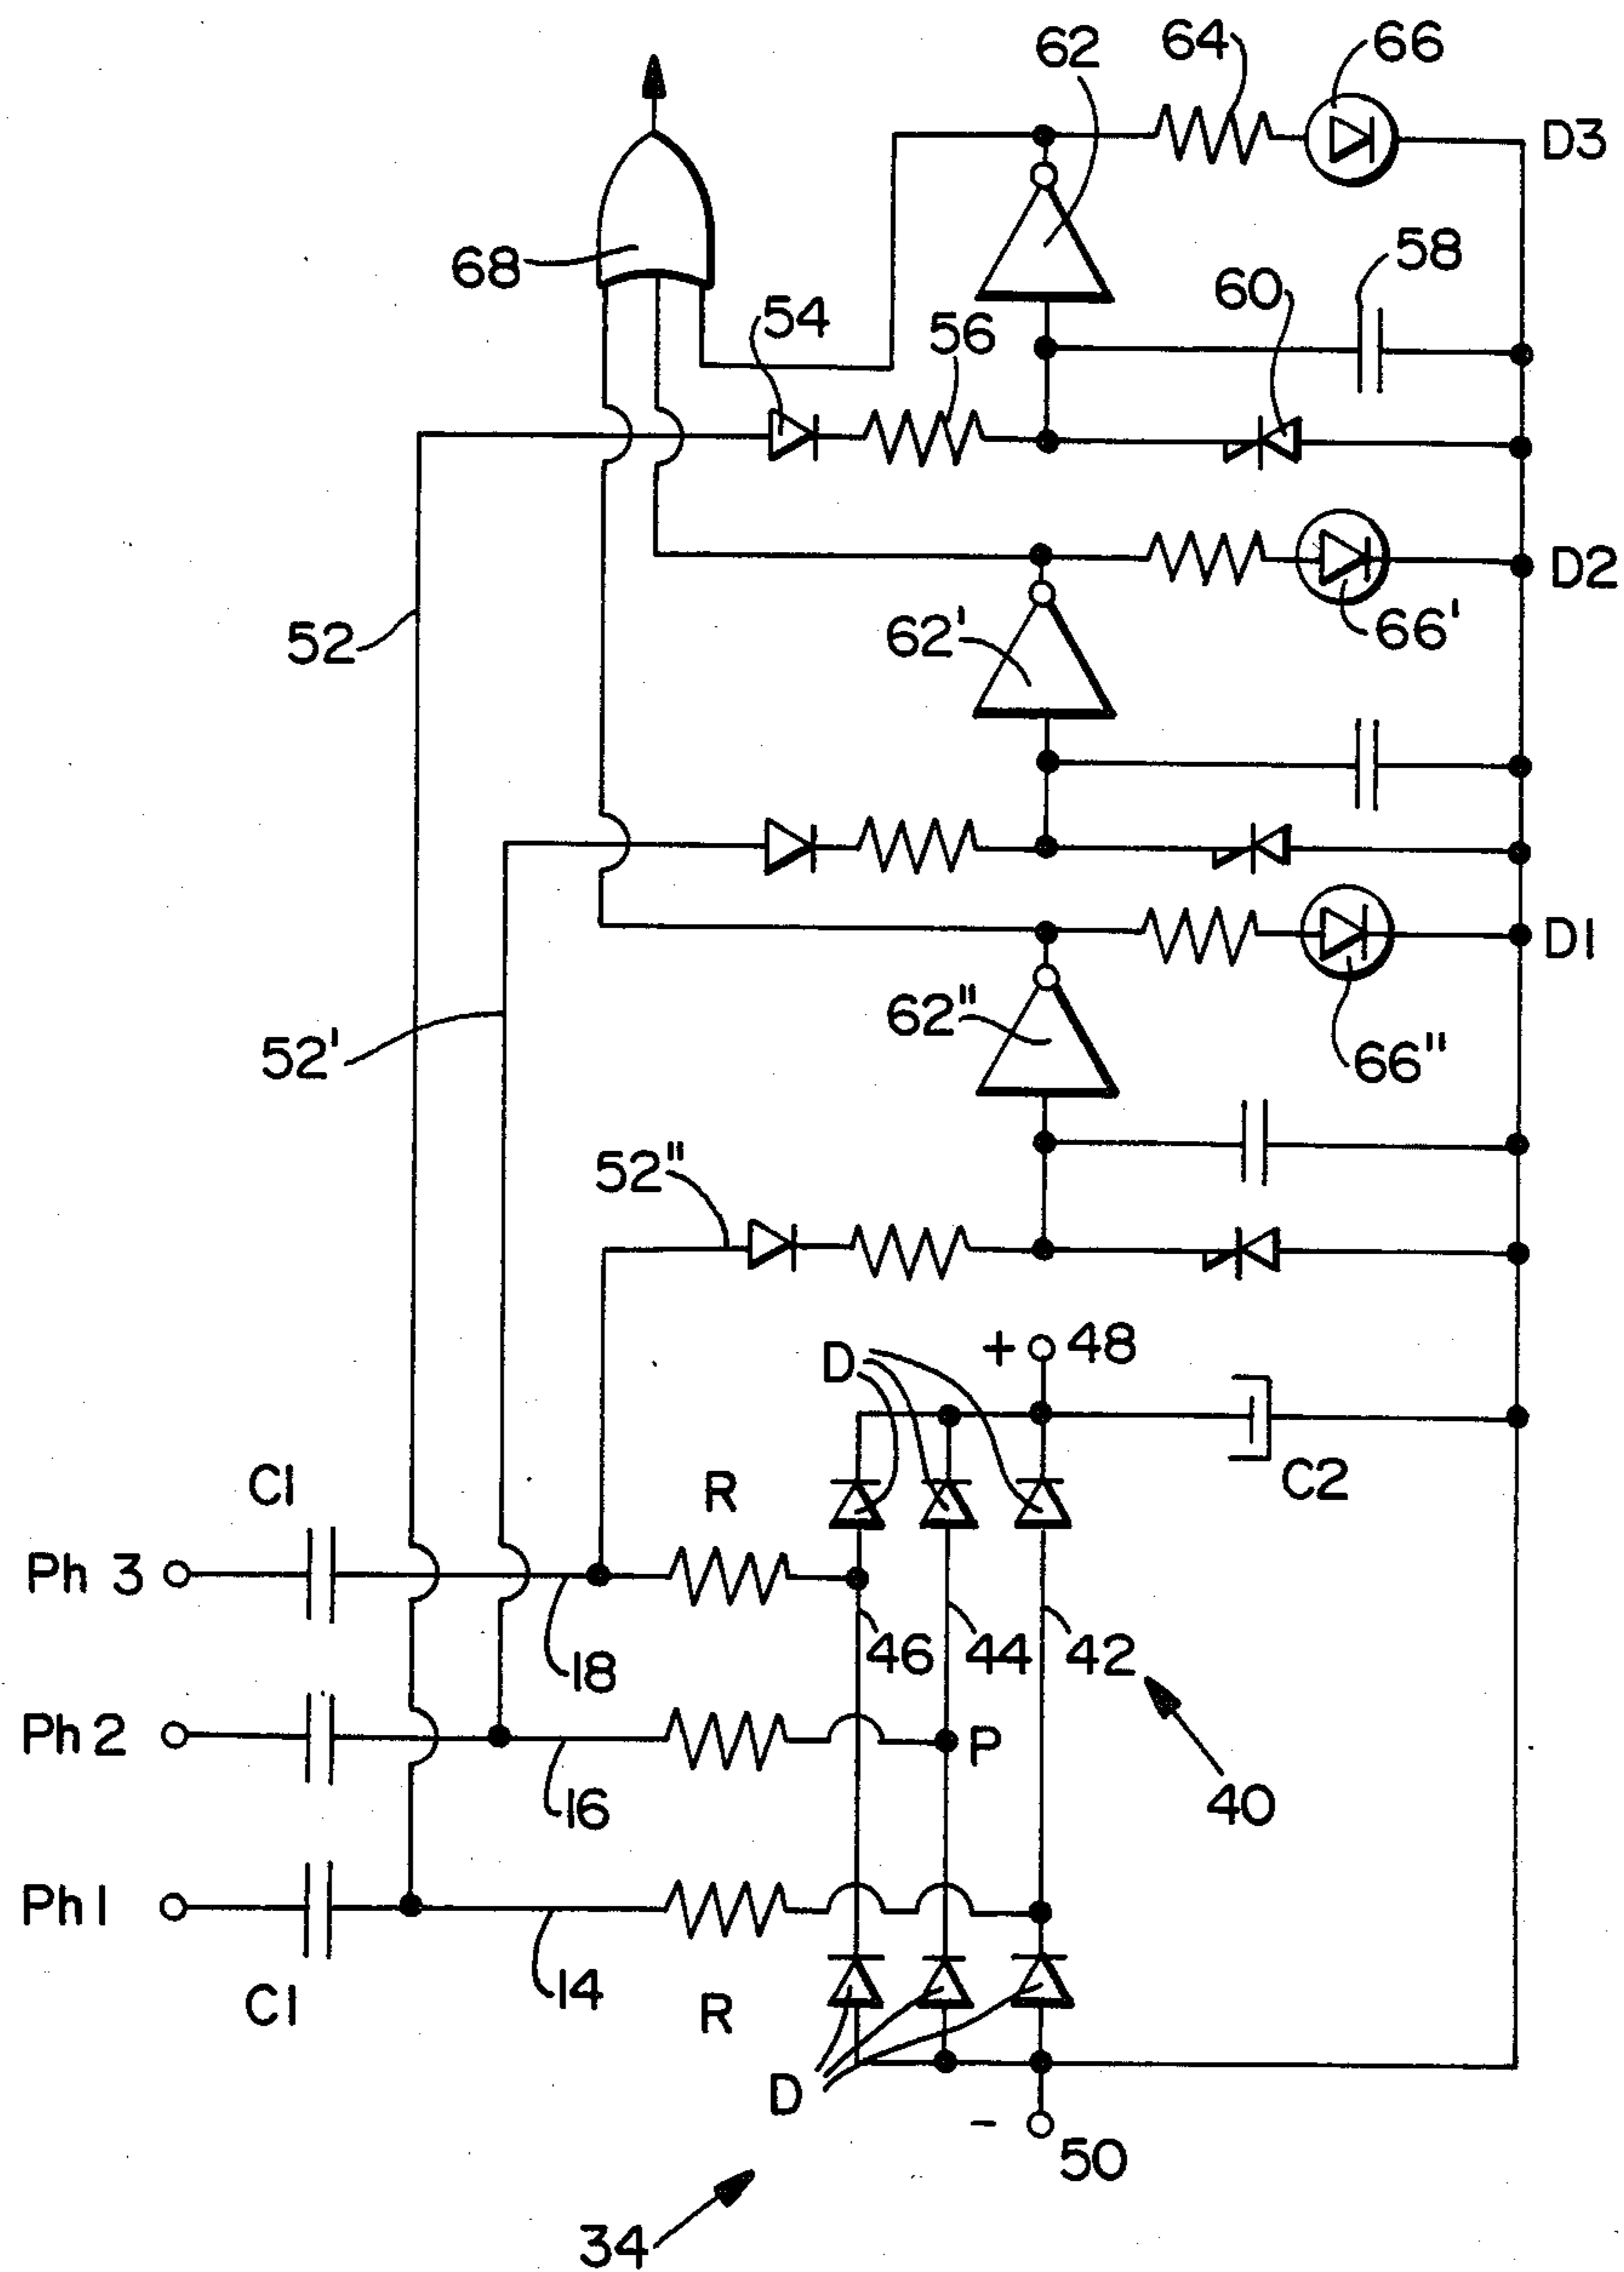 62 64 66
D3
68 54 56 60 58
D2
52 62' 66'
D1
52' 62" 66"
52"
D + 48
C1 R C2
Ph 3
18 46 44 42
Ph 2 P
16 40
Ph 1
14
C1 R
D - 50
34